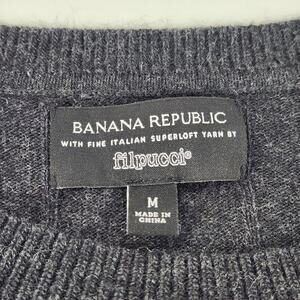 BANANA REPUBLIC
WITH FINE ITALIAN SUPERLOFT YARN BY
filpucci®
M
MADE IN
CHINA